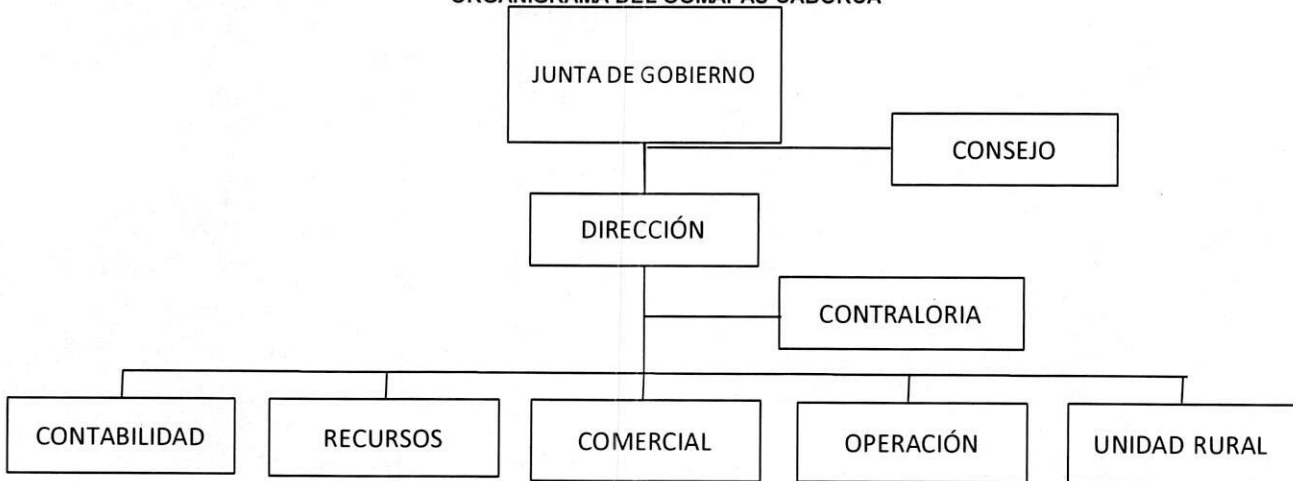 JUNTA DE GOBIERNO
CONSEJO
DIRECCIÓN
CONTRALORIA
CONTABILIDAD
RECURSOS
COMERCIAL
OPERACIÓN
UNIDAD RURAL